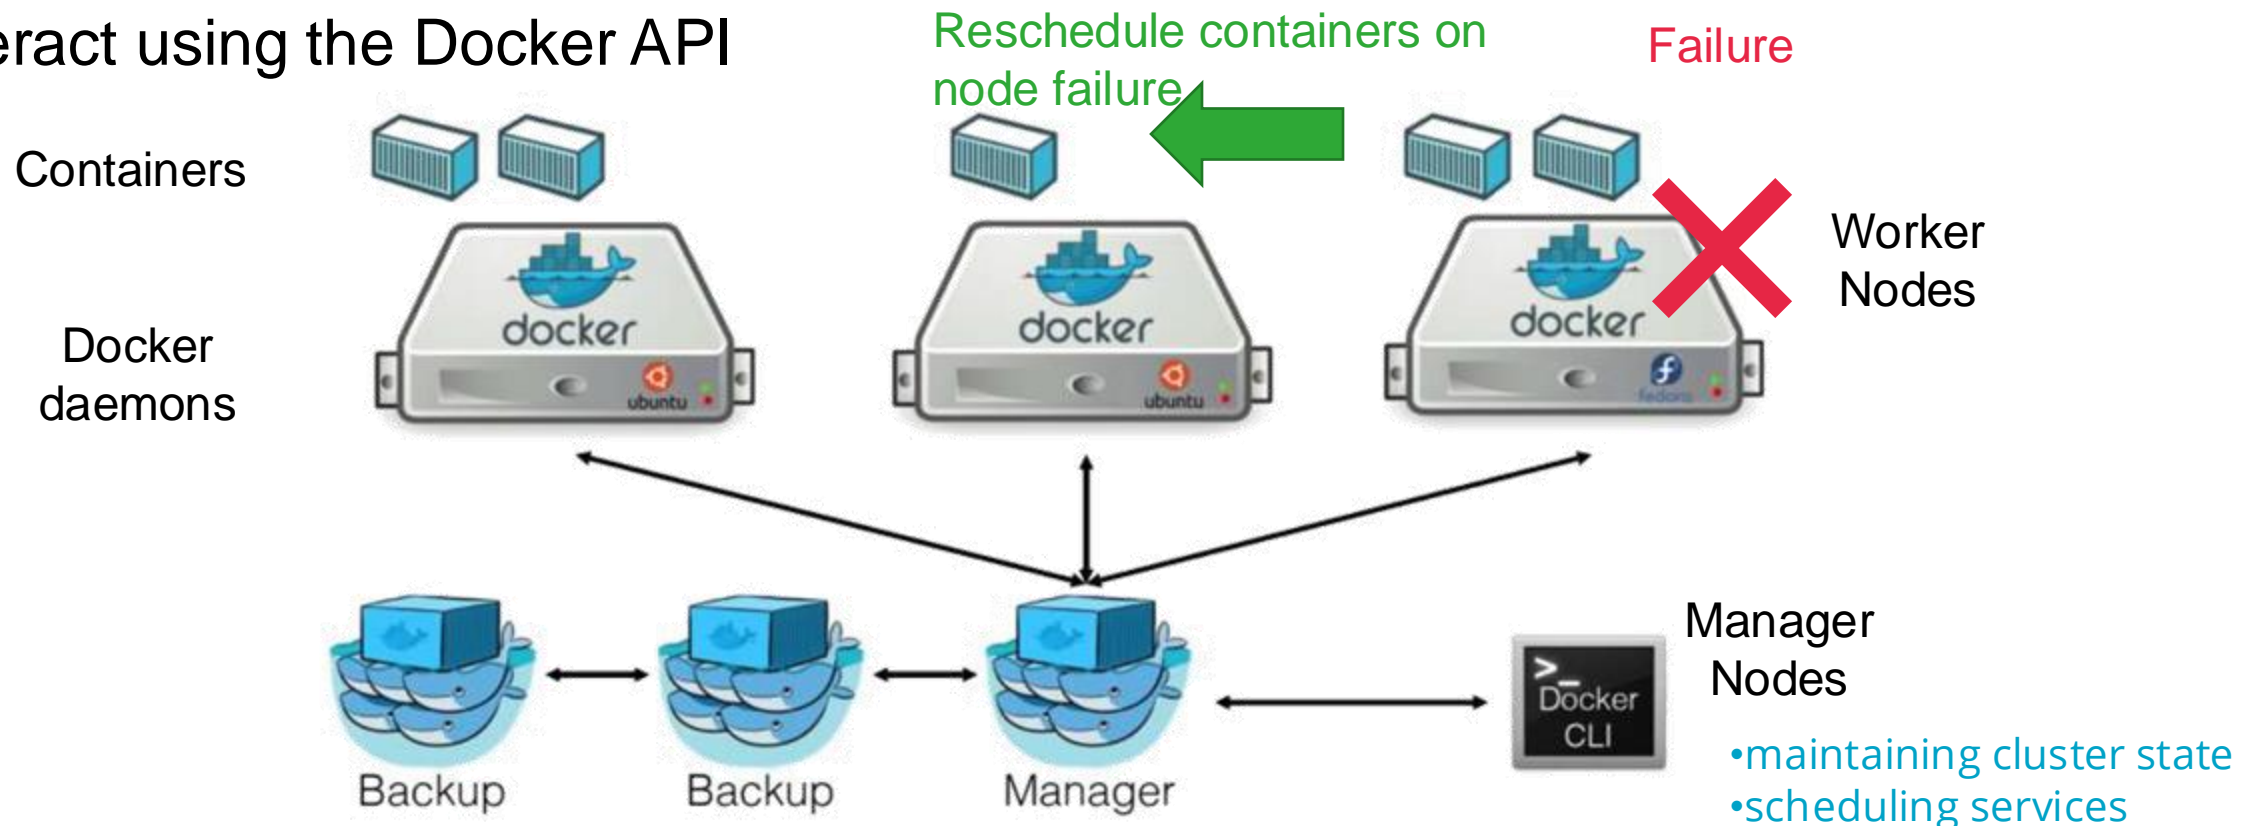 eract using the Docker API
Reschedule containers on
node failure
Failure
Containers
Worker
Nodes
docker
docker
docker
Docker
daemons
ubuntu
ubuntu
fedora
>_
Docker
CLI
Manager
Nodes
•maintaining cluster state
•scheduling services
Backup
Backup
Manager